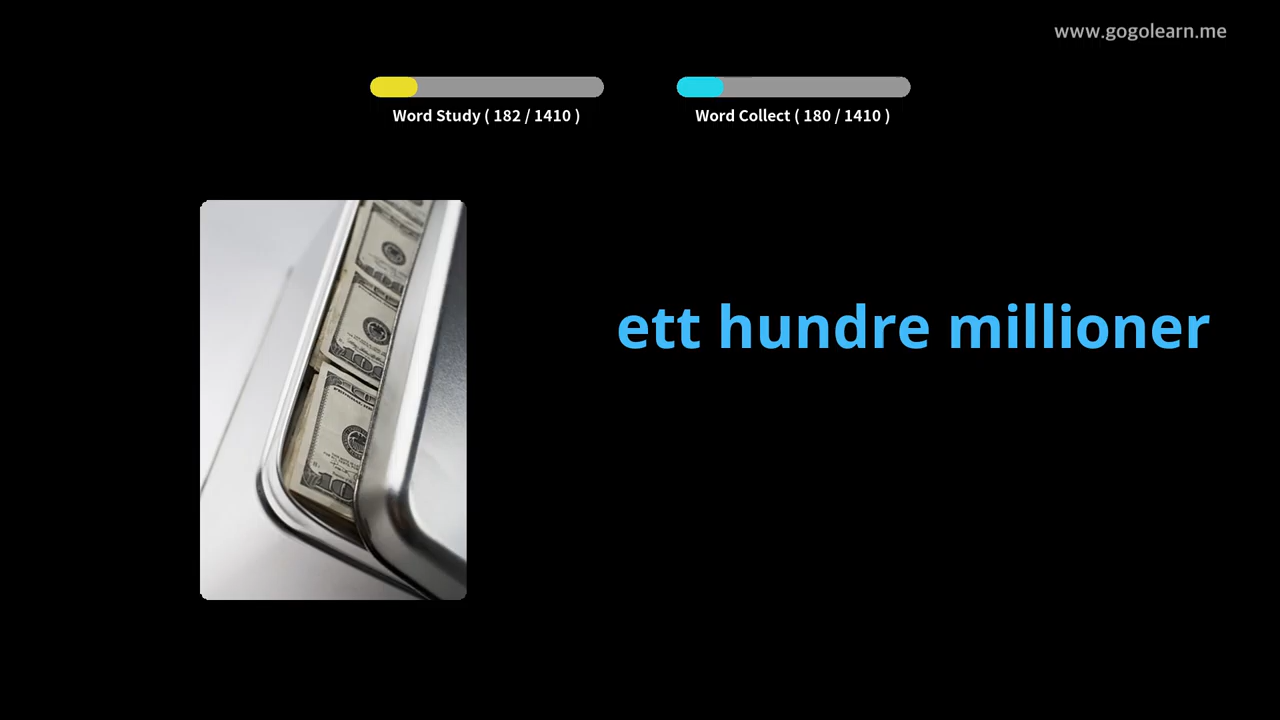 www.gogolearn.me
Word Study ( 182 / 1410 )
Word Collect ( 180 / 1410 )
ett hundre millioner